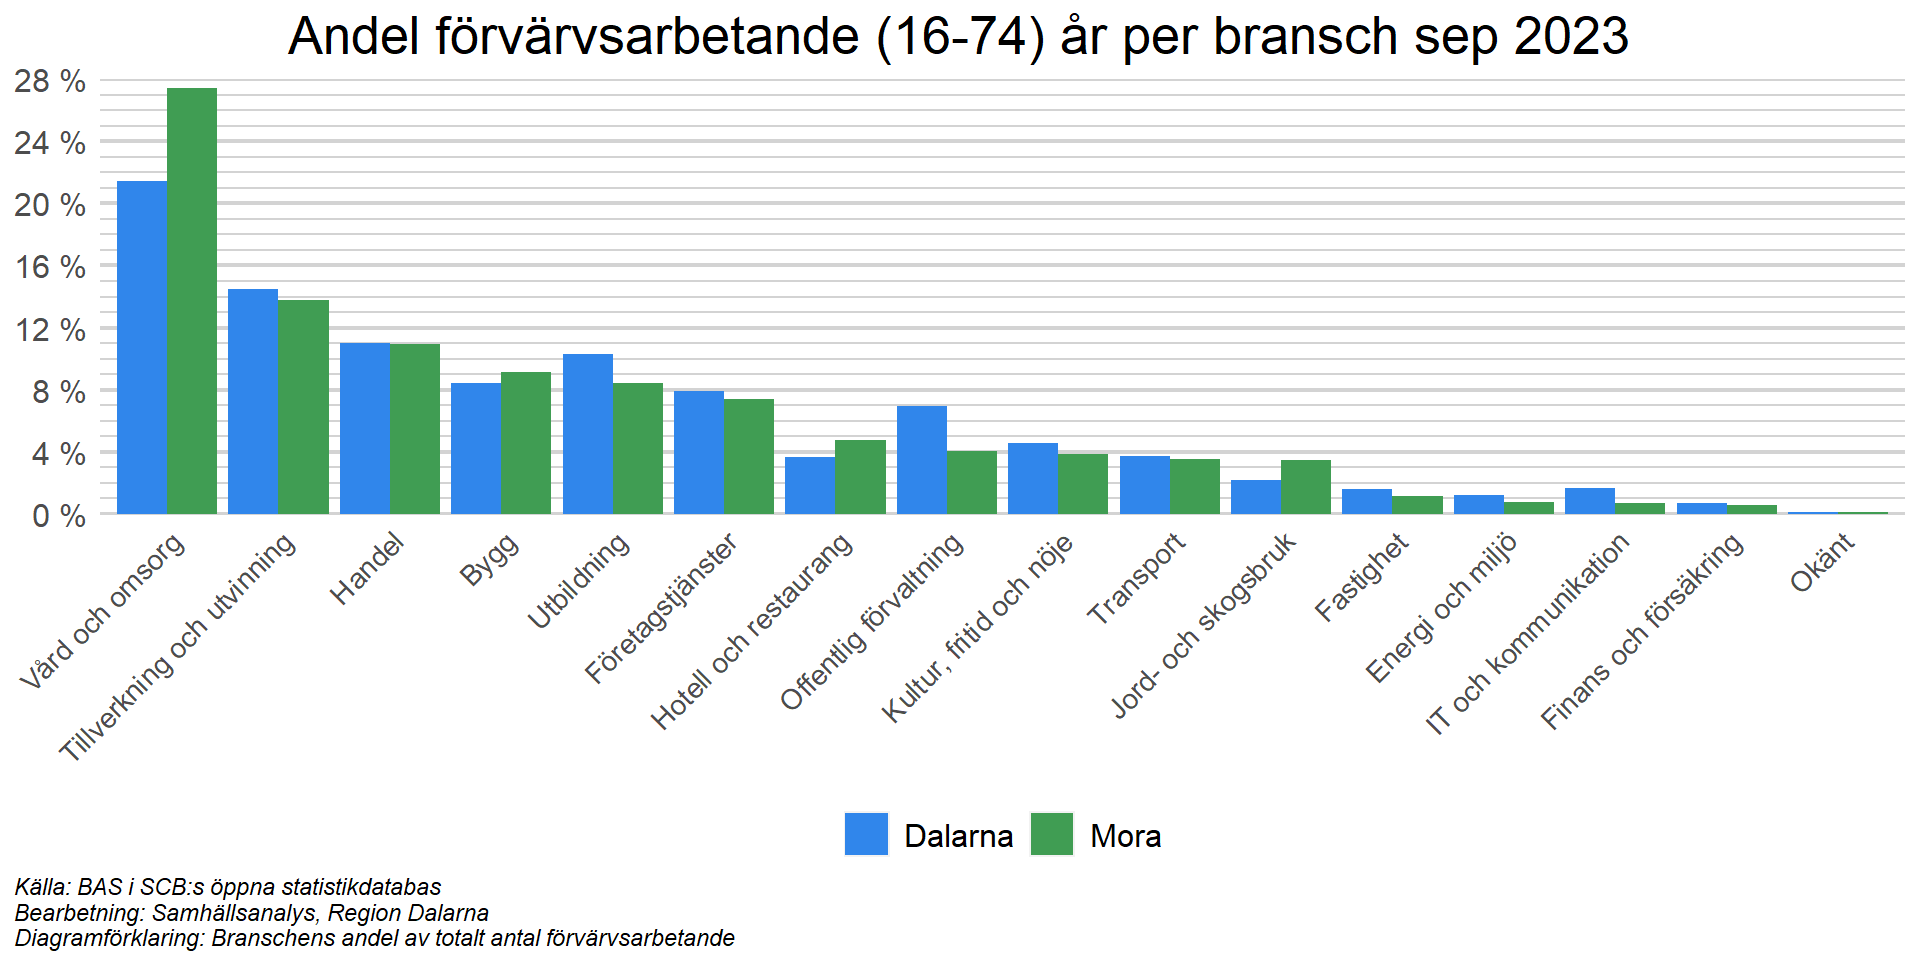 Andel förvärvsarbetande (16-74) år per bransch sep 2023
28 %
24 %
20 %
16 %
12 %
8 %
4 %
0 %
Vård och omsorg
Tillverkning och utvinning
Handel
Bygg
Utbildning
Företagstjänster
Hotell och restaurang
Offentlig förvaltning
Kultur, fritid och nöje
Transport
Jord- och skogsbruk
Fastighet
Energi och miljö
IT och kommunikation
Finans och försäkring
Okänt
Dalarna Mora
Källa: BAS i SCB:s öppna statistikdatabas
Bearbetning: Samhällsanalys, Region Dalarna
Diagramförklaring: Branschens andel av totalt antal förvärvsarbetande